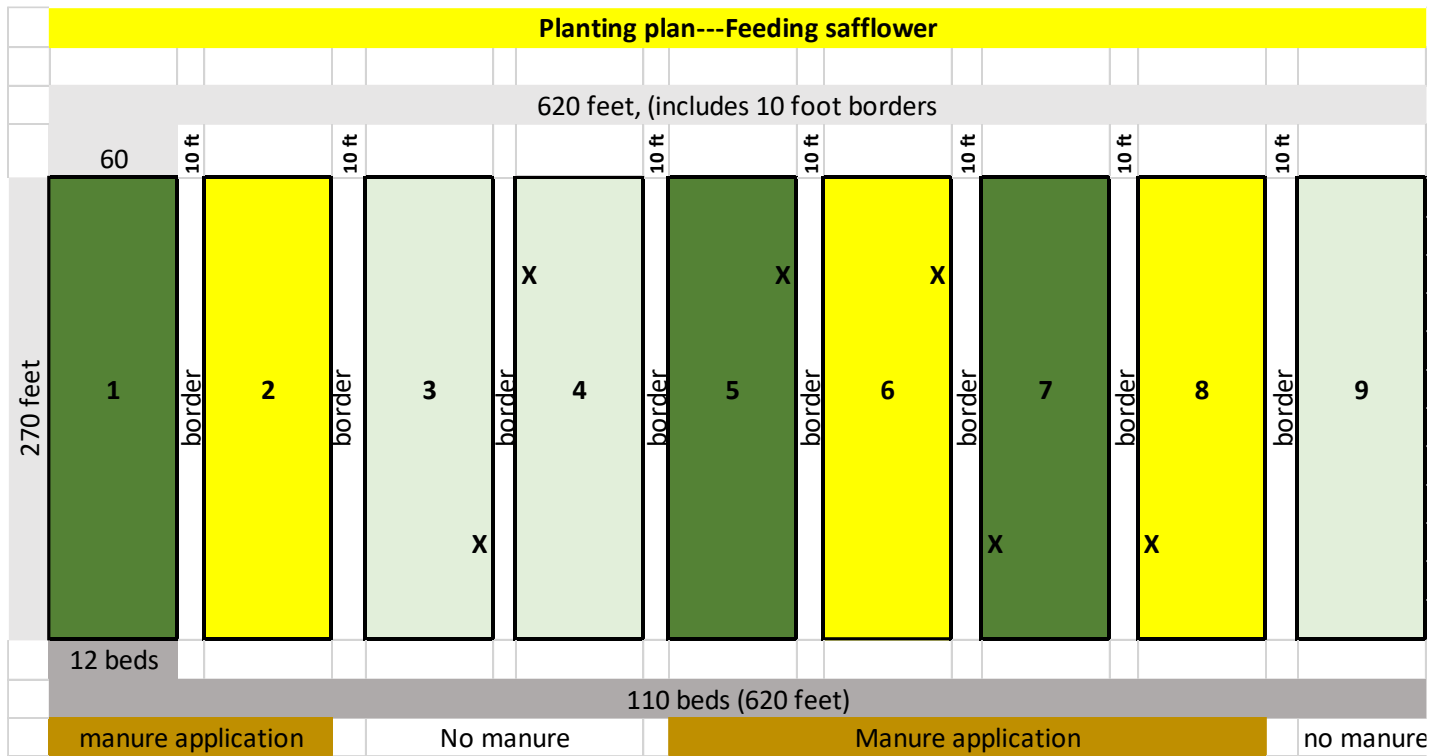 Planting plan---Feeding safflower
620 feet, (includes 10 foot borders
60
10 ft
10 ft
10 ft
10 ft
10 ft
10 ft
10 ft
270 feet
1
border
2
border
3
border
4
border
5
border
6
border
7
border
8
border
9
X
X
X
X
X
X
12 beds
110 beds (620 feet)
manure application
No manure
Manure application
no manure